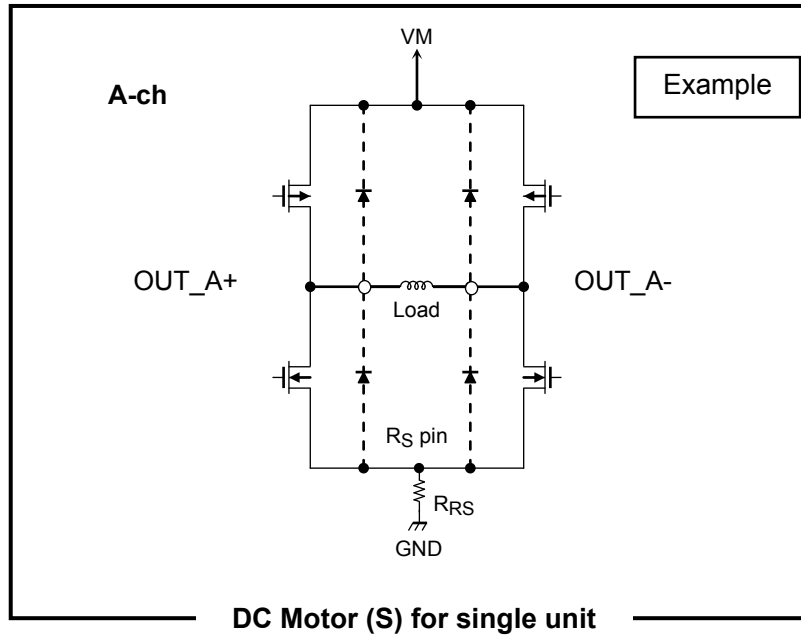 VM
A-ch
Example
OUT_A+
OUT_A-
Load
RS pin
RRS
GND
DC Motor (S) for single unit